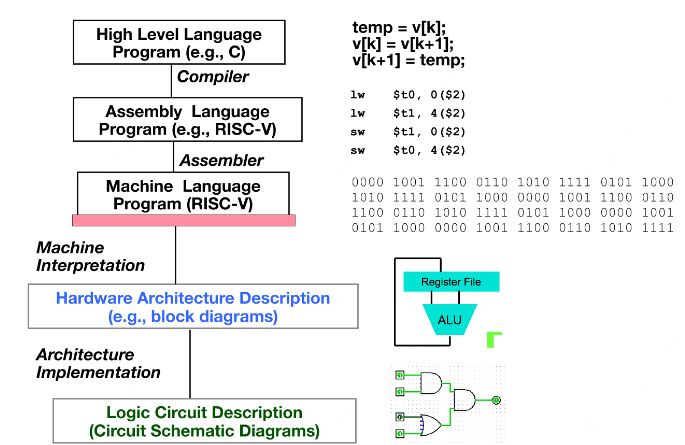 High Level Language
Program (e.g., C)
temp = v[k];
v[k] = v[k+1];
v[k+1] = temp;
Compiler
Assembly Language
Program (e.g., RISC-V)
lw $t0, 0($2)
lw $t1, 4($2)
sw $t1, 0($2)
sw $t0, 4($2)
Assembler
Machine Language
Program (RISC-V)
0000 1001 1100 0110 1010 1111 0101 1000
1010 1111 0101 1000 0000 1001 1100 0110
1100 0110 1010 1111 0101 1000 0000 1001
0101 1000 0000 1001 1100 0110 1010 1111
Machine
Interpretation
Hardware Architecture Description
(e.g., block diagrams)
Register File
ALU
Architecture
Implementation
Logic Circuit Description
(Circuit Schematic Diagrams)